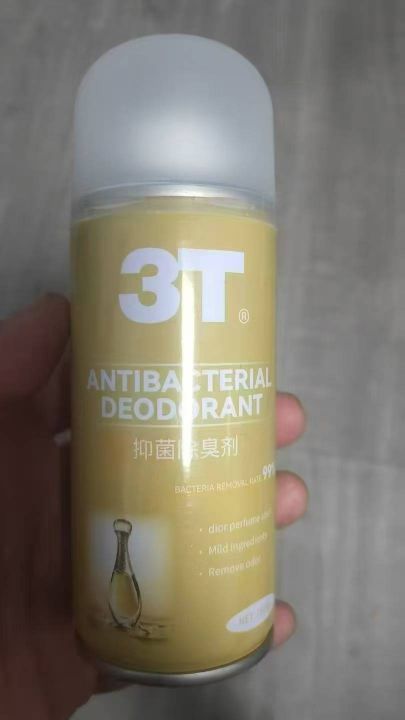 3T
®
ANTIBACTERIAL
DEODORANT
抑菌除臭剂
BACTERIA REMOVAL RATE 99%
• dior perfume
• Mild ingredients
• Remove odor
NET